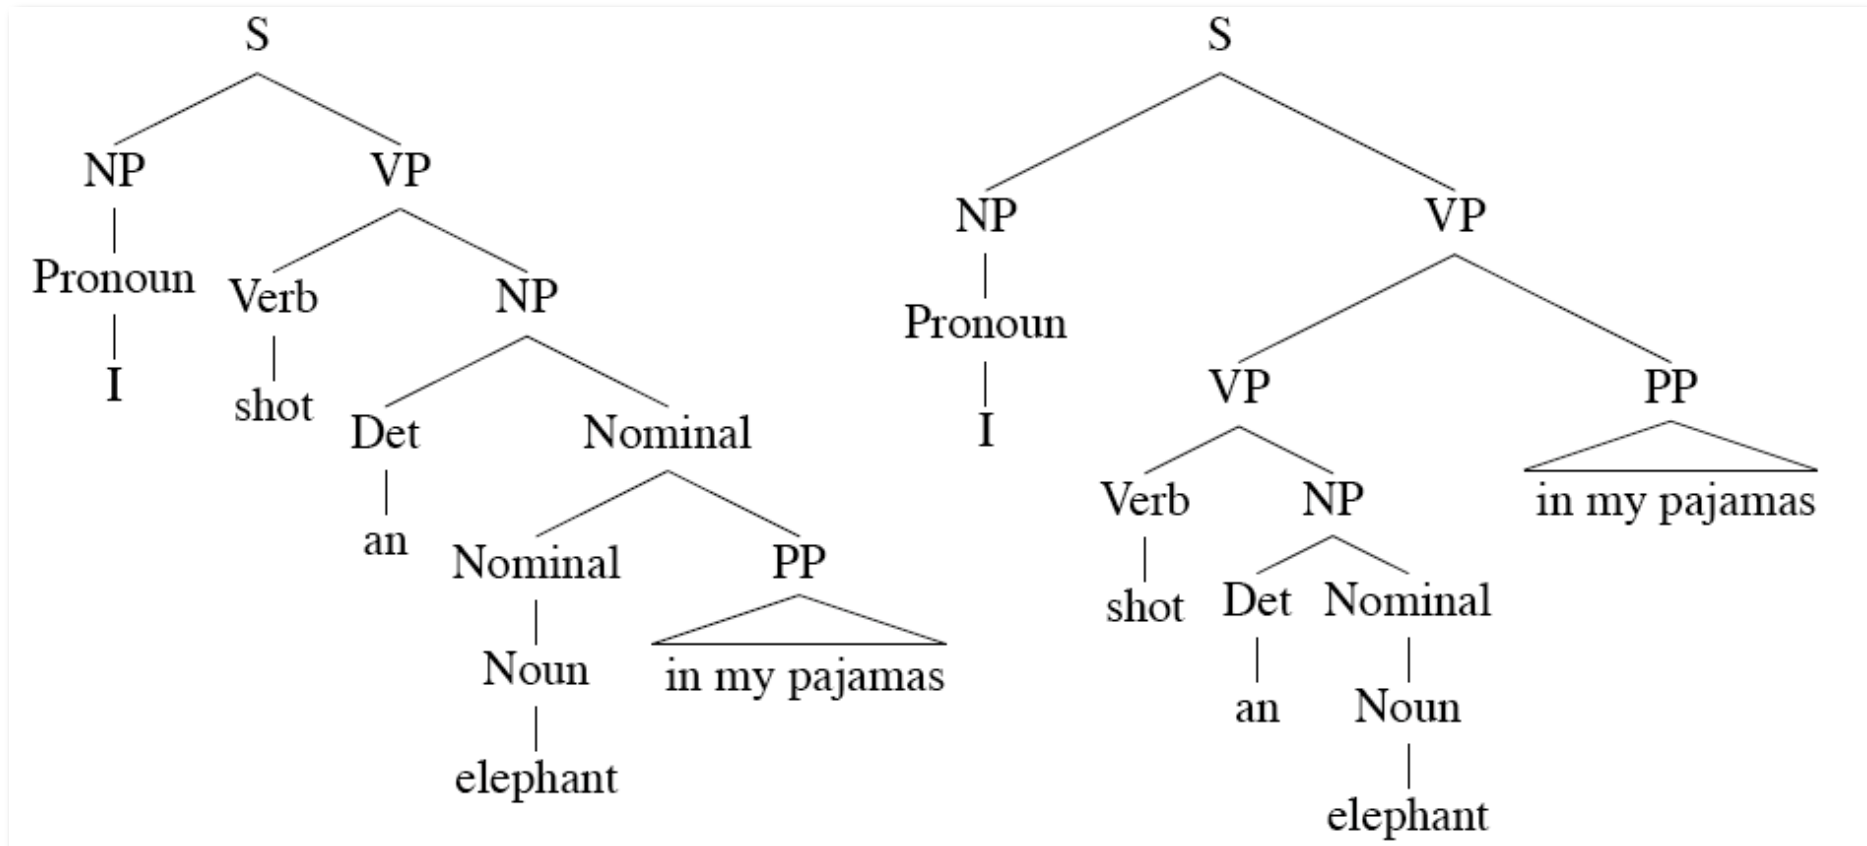 S
NP VP
Pronoun Verb NP
I shot Det Nominal
an Nominal PP
Noun in my pajamas
elephant
S
NP VP
Pronoun
I VP PP
Verb NP in my pajamas
shot Det Nominal
an Noun
elephant